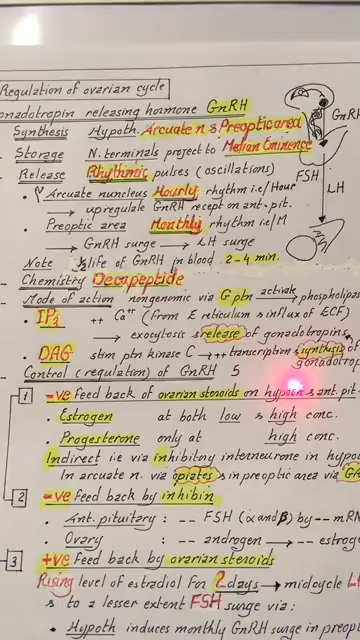 Regulation of ovarian cycle
onadotropin releasing hormone GnRH
Synthesis Hypoth. Arcuate n & Preoptic area
GnRH
Storage N. terminals project to Median Eminence
Release Rhythmic pulses (oscillations)
FSH
LH
• Arcuate nuncleus Hourly rhythm i.e/Hour
→ upregulate GnRH recept on ant. pit.
• Preoptic area Monthly rhythm i.e/M
→ GnRH surge → LH surge
Note ½ life of GnRH in blood 2-4 min.
- Chemistry Decapeptide
- Mode of action nongenomic via G ptn activate→ phospholipas
• IP3 ++ Ca++ (from E reticulum & influx of ECF)
→ exocytosis & release of gonadotropins
• DAG stim ptn kinase C → ++ transcription & synthesis of
gonadotrop
- Control (regulation) of GnRH 5
1 -ve feed back of ovarian steroids on hypoth & ant. pit.
• Estrogen at both low & high conc.
• Progesterone only at high conc.
Indirect i.e via inhibitory interneurone in hypo
In arcuate n. via opiates & in preoptic area via GA
2 -ve feed back by inhibin
• Ant. pituitary : -- FSH (α and β) by -- mRN
• Ovary : -- androgen → -- estrog
3 +ve feed back by ovarian steroids
Rising level of estradiol for 2 days → midcycle L
& to a lesser extent FSH surge via :
• Hypoth induces monthly GnRH surge in preop